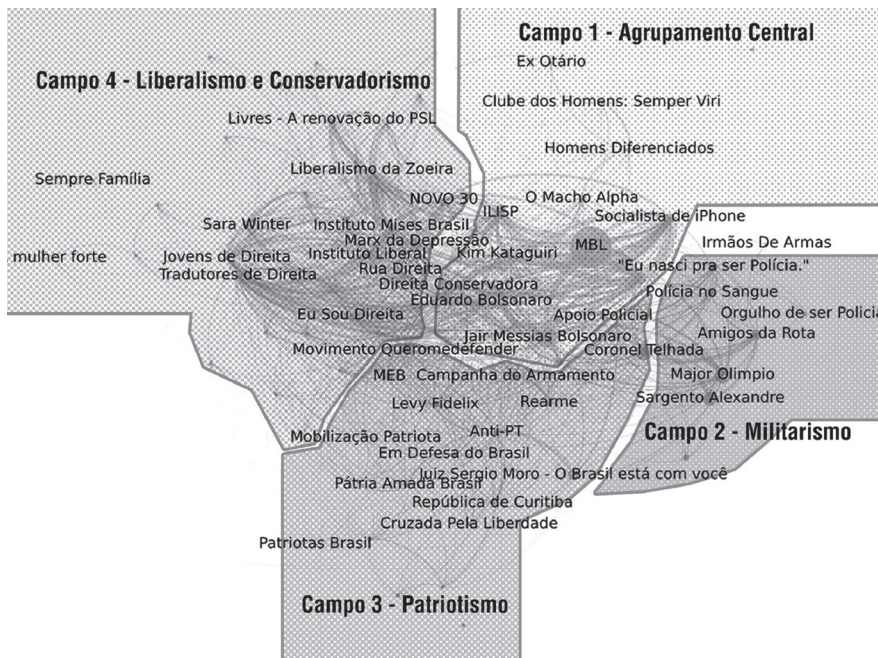 Campo 1 - Agrupamento Central
Ex Otário
Campo 4 - Liberalismo e Conservadorismo
Clube dos Homens: Semper Viri
Livres - A renovação do PSL
Homens Diferenciados
Liberalismo da Zoeira
Sempre Família
NOVO 30
O Macho Alpha
ILISP
Socialista de iPhone
Sara Winter
Instituto Mises Brasil
Marx da Depressão
MBL
Irmãos De Armas
mulher forte
Jovens de Direita
Instituto Liberal
Kim Kataguiri
"Eu nasci pra ser Polícia."
Tradutores de Direita
Rua Direita
Direita Conservadora
Polícia no Sangue
Eduardo Bolsonaro
Eu Sou Direita
Apoio Policial
Orgulho de ser Policia
Jair Messias Bolsonaro
Amigos da Rota
Movimento Queromedefender
Coronel Telhada
MEB
Campanha do Armamento
Major Olimpio
Levy Fidelix
Rearme
Sargento Alexandre
Mobilização Patriota
Anti-PT
Campo 2 - Militarismo
Em Defesa do Brasil
Juiz Sergio Moro - O Brasil está com você
Pátria Amada Brasil
República de Curitiba
Cruzada Pela Liberdade
Patriotas Brasil
Campo 3 - Patriotismo